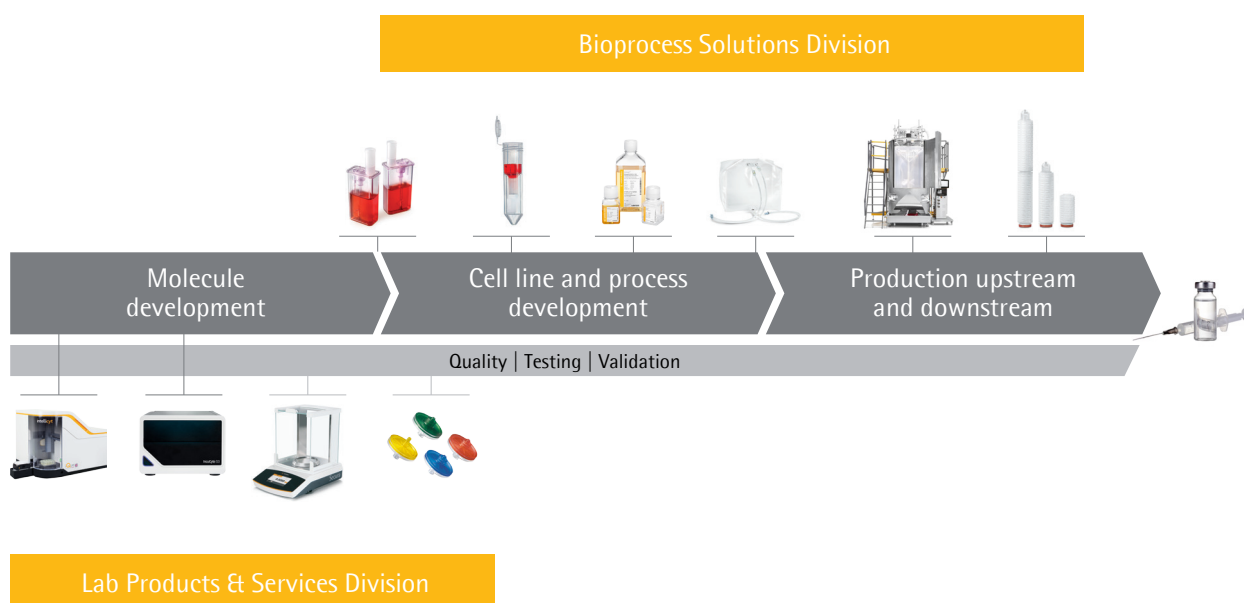 Bioprocess Solutions Division
Molecule
development
Cell line and process
development
Production upstream
and downstream
Quality | Testing | Validation
Lab Products & Services Division